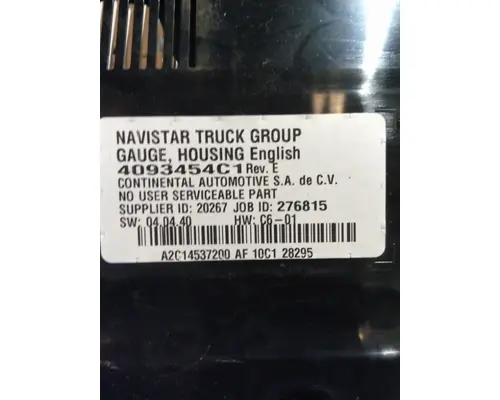 NAVISTAR TRUCK GROUP
GAUGE, HOUSING English
4093454C1 Rev. E
CONTINENTAL AUTOMOTIVE S.A. de C.V.
NO USER SERVICEABLE PART
SUPPLIER ID: 20267 JOB ID: 276815
SW: 04.04.40 HW: C6-01
A2C14537200 AF 10C1 28295